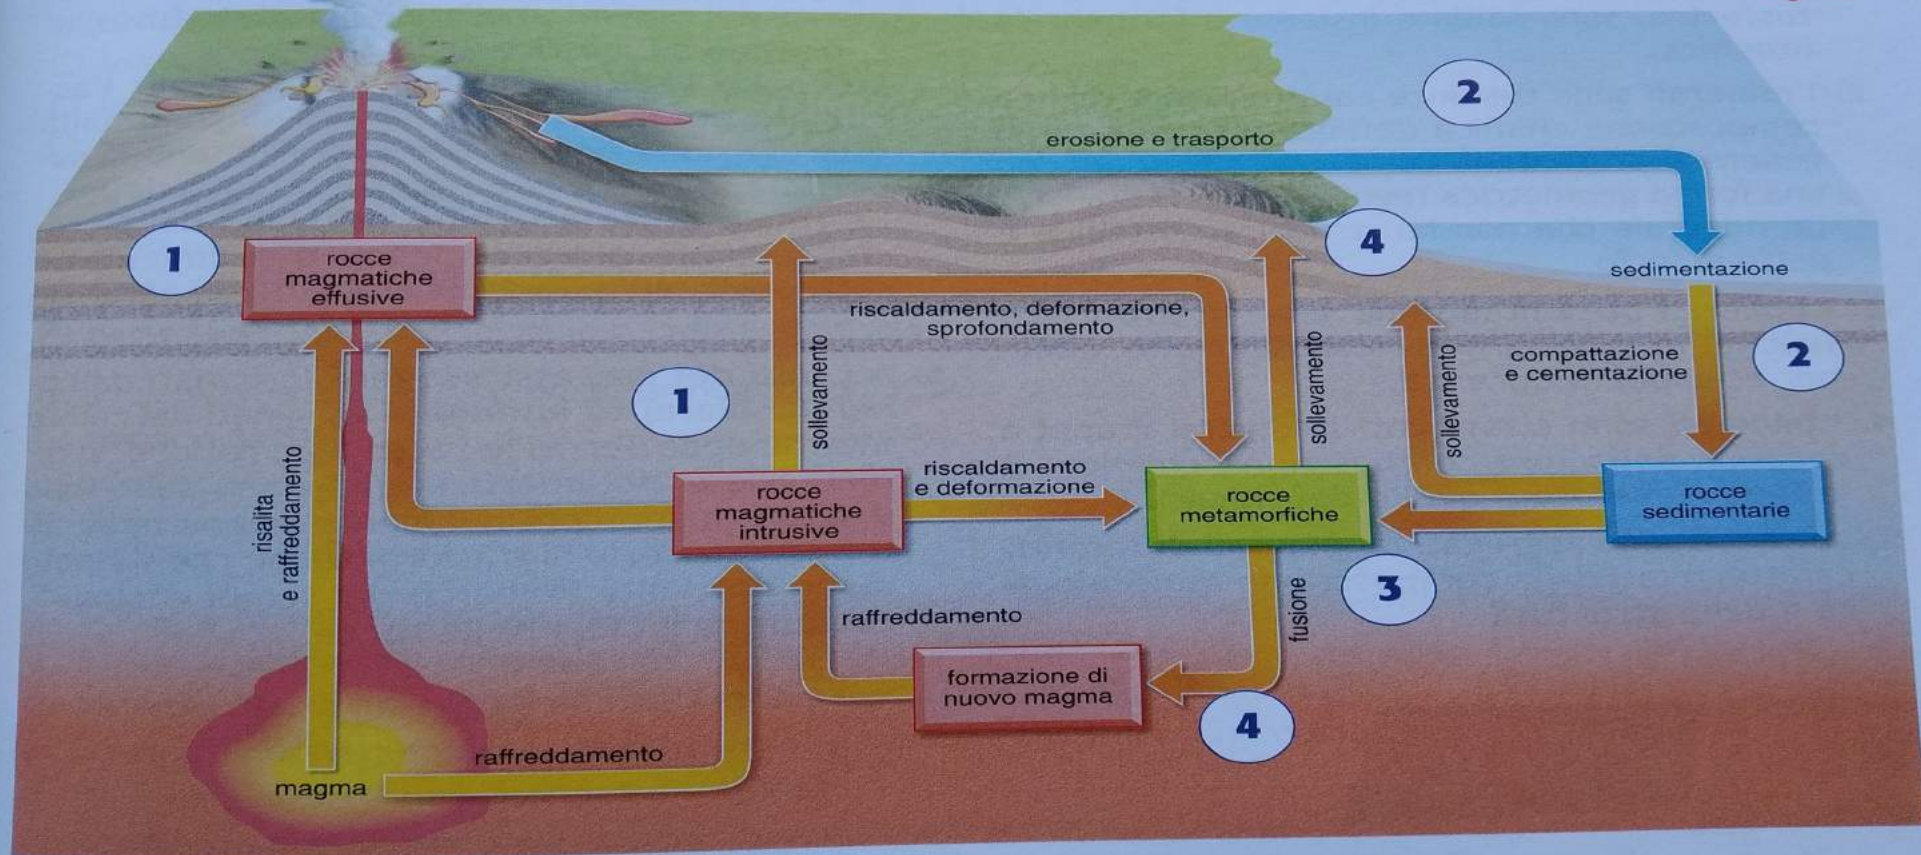 2
erosione e trasporto
1
rocce
magmatiche
effusive
4
sedimentazione
riscaldamento, deformazione,
sprofondamento
sollevamento
sollevamento
sollevamento
compattazione
e cementazione
2
1
risalita
e raffreddamento
rocce
magmatiche
intrusive
riscaldamento
e deformazione
rocce
metamorfiche
rocce
sedimentarie
3
raffreddamento
fusione
formazione di
nuovo magma
4
raffreddamento
magma